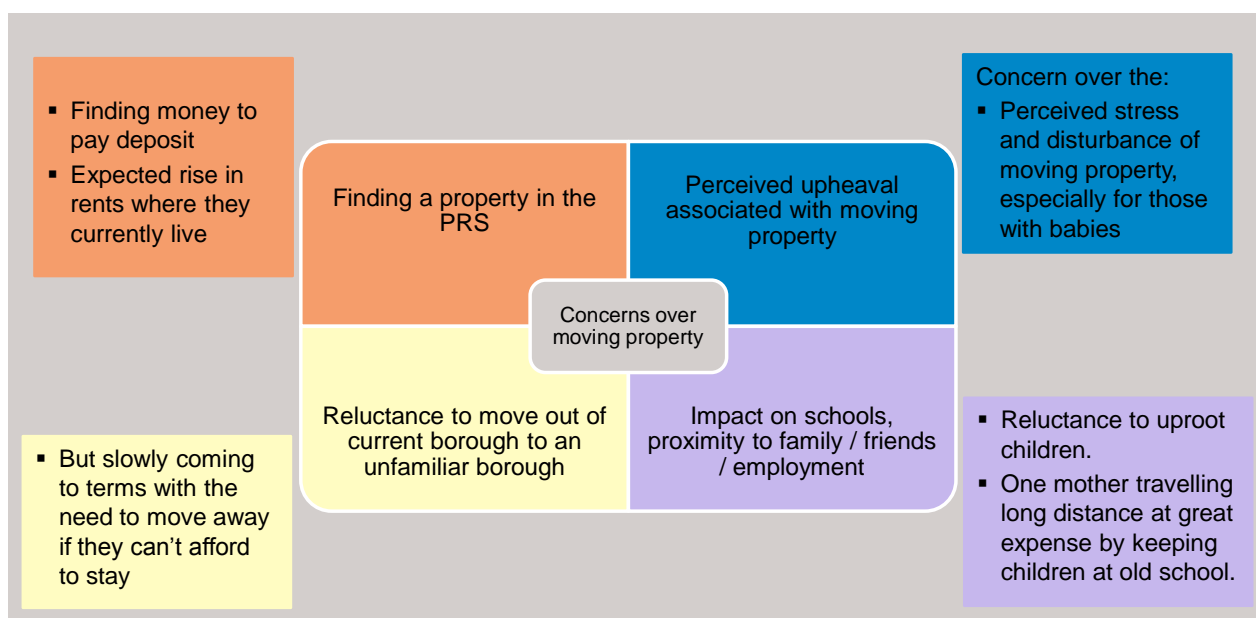 ▪ Finding money to
pay deposit
▪ Expected rise in
rents where they
currently live
Finding a property in the
PRS
Perceived upheaval
associated with moving
property
Concern over the:
▪ Perceived stress
and disturbance of
moving property,
especially for those
with babies
Concerns over
moving property
▪ But slowly coming
to terms with the
need to move away
if they can’t afford
to stay
Reluctance to move out of
current borough to an
unfamiliar borough
Impact on schools,
proximity to family / friends
/ employment
▪ Reluctance to uproot
children.
▪ One mother travelling
long distance at great
expense by keeping
children at old school.